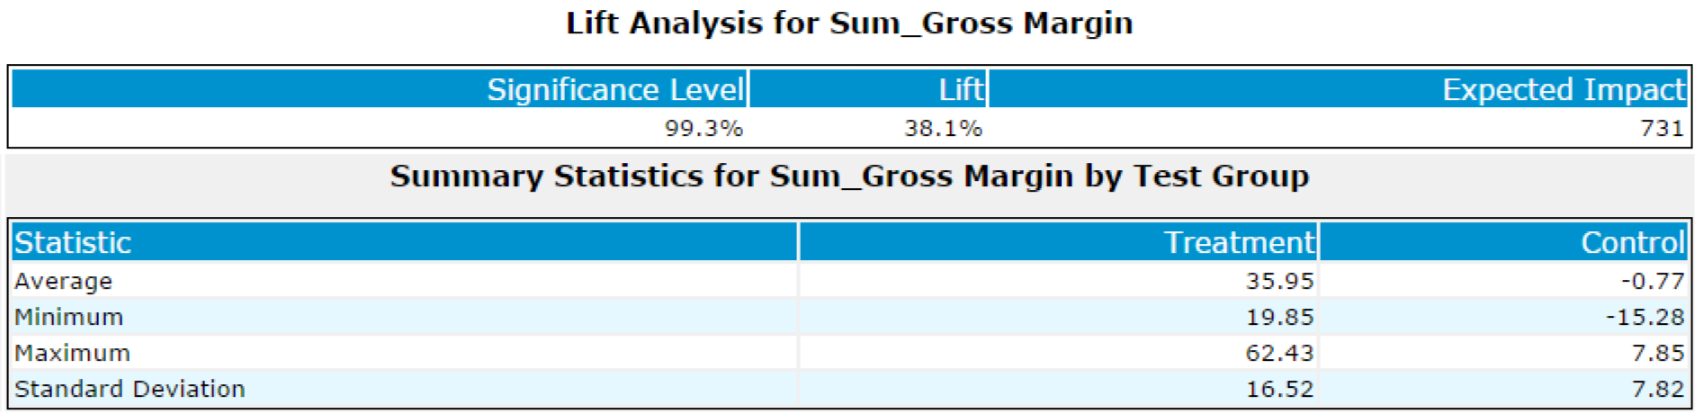 Lift Analysis for Sum_Gross Margin
Significance Level Lift Expected Impact
99.3% 38.1% 731
Summary Statistics for Sum_Gross Margin by Test Group
Statistic Treatment Control
Average 35.95 -0.77
Minimum 19.85 -15.28
Maximum 62.43 7.85
Standard Deviation 16.52 7.82